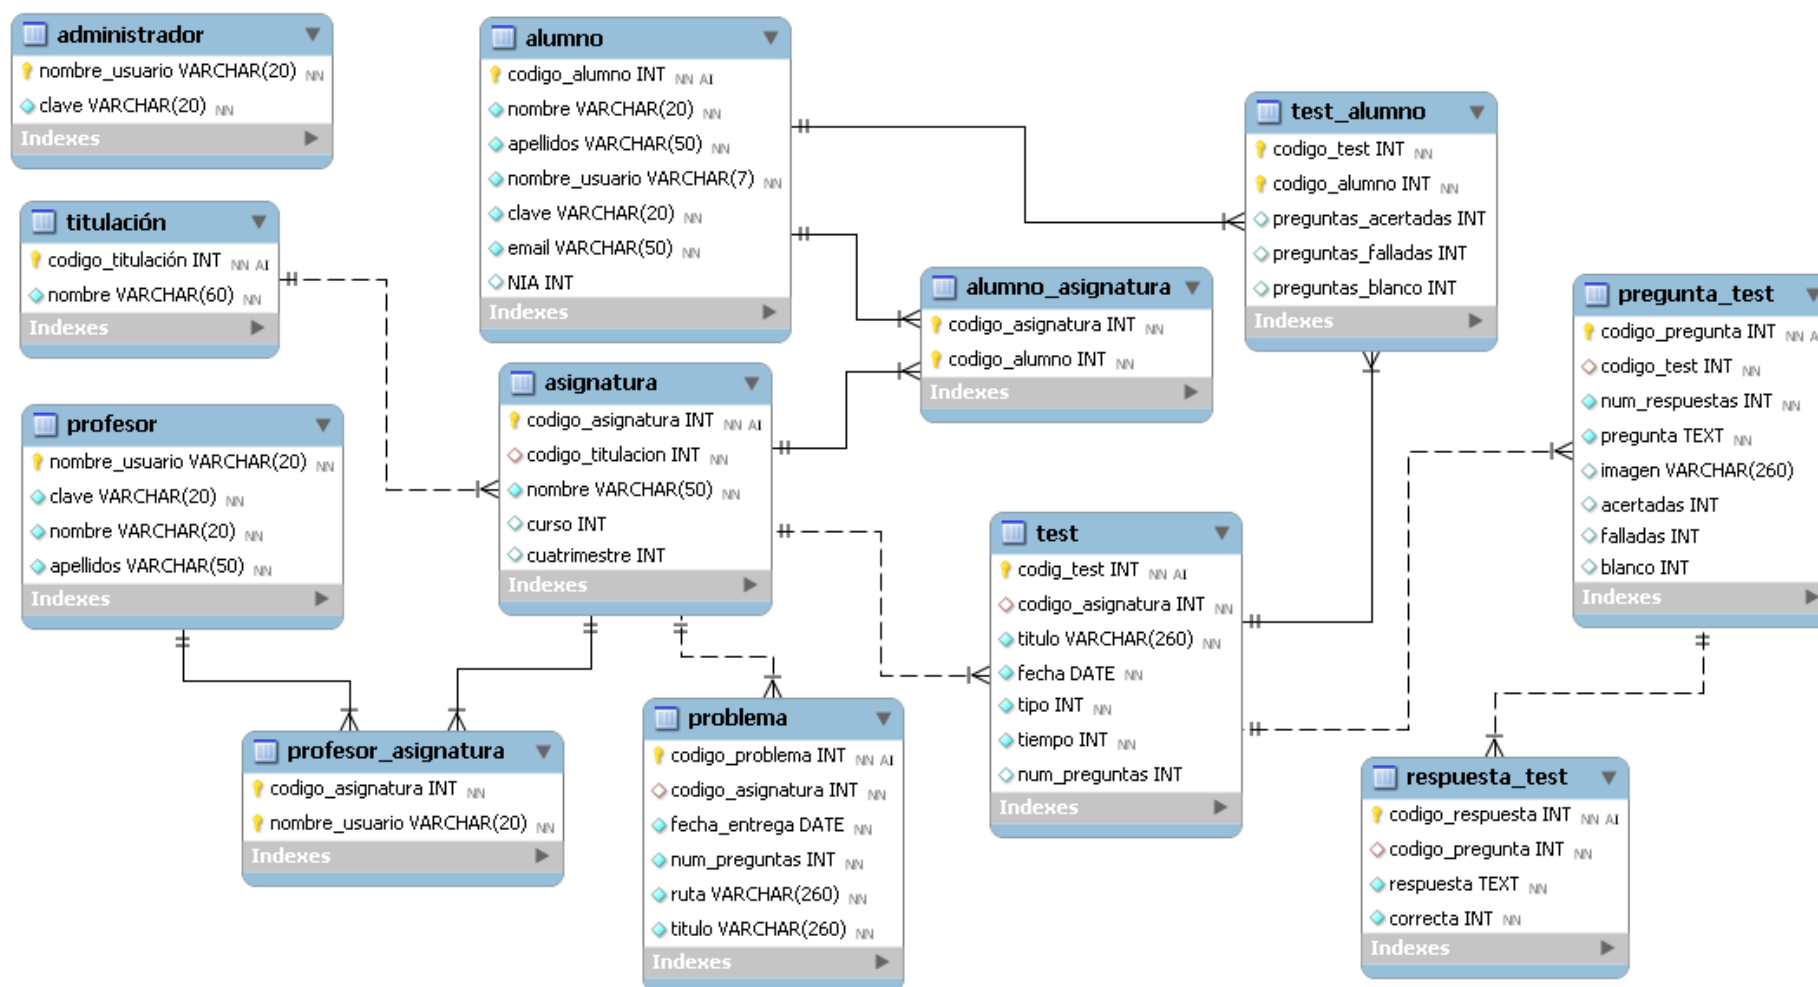 administrador
nombre_usuario VARCHAR(20) NN
clave VARCHAR(20) NN
Indexes
titulación
codigo_titulación INT NN AI
nombre VARCHAR(60) NN
Indexes
profesor
nombre_usuario VARCHAR(20) NN
clave VARCHAR(20) NN
nombre VARCHAR(20) NN
apellidos VARCHAR(50) NN
Indexes
profesor_asignatura
codigo_asignatura INT NN
nombre_usuario VARCHAR(20) NN
Indexes
alumno
codigo_alumno INT NN AI
nombre VARCHAR(20) NN
apellidos VARCHAR(50) NN
nombre_usuario VARCHAR(7) NN
clave VARCHAR(20) NN
email VARCHAR(50) NN
NIA INT
Indexes
asignatura
codigo_asignatura INT NN AI
codigo_titulacion INT NN
nombre VARCHAR(50) NN
curso INT
cuatrimestre INT
Indexes
problema
codigo_problema INT NN AI
codigo_asignatura INT NN
fecha_entrega DATE NN
num_preguntas INT NN
ruta VARCHAR(260) NN
titulo VARCHAR(260) NN
Indexes
alumno_asignatura
codigo_asignatura INT NN
codigo_alumno INT NN
Indexes
test_alumno
codigo_test INT NN
codigo_alumno INT NN
preguntas_acertadas INT
preguntas_falladas INT
preguntas_blanco INT
Indexes
test
codig_test INT NN AI
codigo_asignatura INT NN
titulo VARCHAR(260) NN
fecha DATE NN
tipo INT NN
tiempo INT NN
num_preguntas INT
Indexes
pregunta_test
codigo_pregunta INT NN A
codigo_test INT NN
num_respuestas INT NN
pregunta TEXT NN
imagen VARCHAR(260)
acertadas INT
falladas INT
blanco INT
Indexes
respuesta_test
codigo_respuesta INT NN AI
codigo_pregunta INT NN
respuesta TEXT NN
correcta INT NN
Indexes